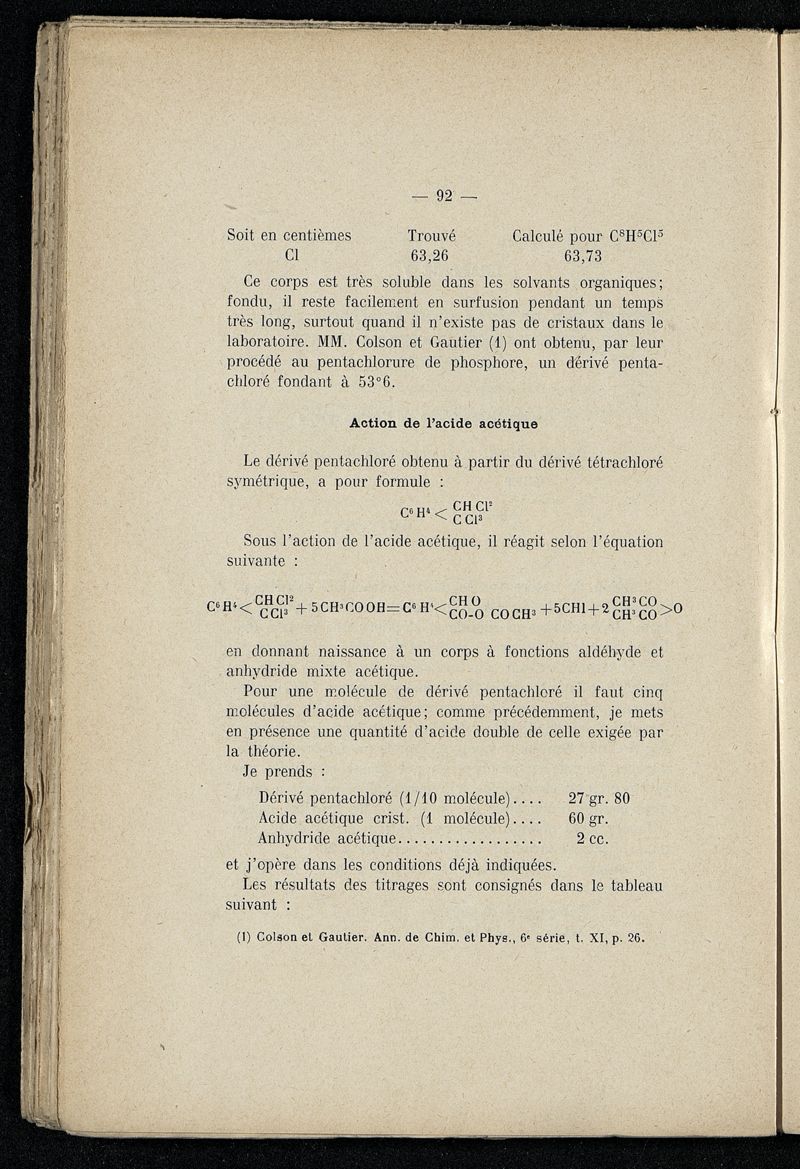 — 92 —
Soit en centièmes Trouvé Calculé pour C⁸H⁵Cl⁵
Cl 63,26 63,73
Ce corps est très soluble dans les solvants organiques;
fondu, il reste facilement en surfusion pendant un temps
très long, surtout quand il n'existe pas de cristaux dans le
laboratoire. MM. Colson et Gautier (1) ont obtenu, par leur
procédé au pentachlorure de phosphore, un dérivé penta-
chloré fondant à 53°6.
Action de l'acide acétique
Le dérivé pentachloré obtenu à partir du dérivé tétrachloré
symétrique, a pour formule :
C⁶H⁴ < CH Cl²
C Cl³
Sous l'action de l'acide acétique, il réagit selon l'équation
suivante :
C⁶H⁴ < CHCl² + 5CH³COOH = C⁶H⁴ < CHO + 5CHl + 2 CH³CO > O
CCl³ CO-O COCH³ CH³CO
en donnant naissance à un corps à fonctions aldéhyde et
anhydride mixte acétique.
Pour une molécule de dérivé pentachloré il faut cinq
molécules d'acide acétique; comme précédemment, je mets
en présence une quantité d'acide double de celle exigée par
la théorie.
Je prends :
Dérivé pentachloré (1/10 molécule).... 27 gr. 80
Acide acétique crist. (1 molécule).... 60 gr.
Anhydride acétique.................. 2 cc.
et j'opère dans les conditions déjà indiquées.
Les résultats des titrages sont consignés dans le tableau
suivant :
(1) Colson et Gautier. Ann. de Chim. et Phys., 6ᵉ série, t. XI, p. 26.